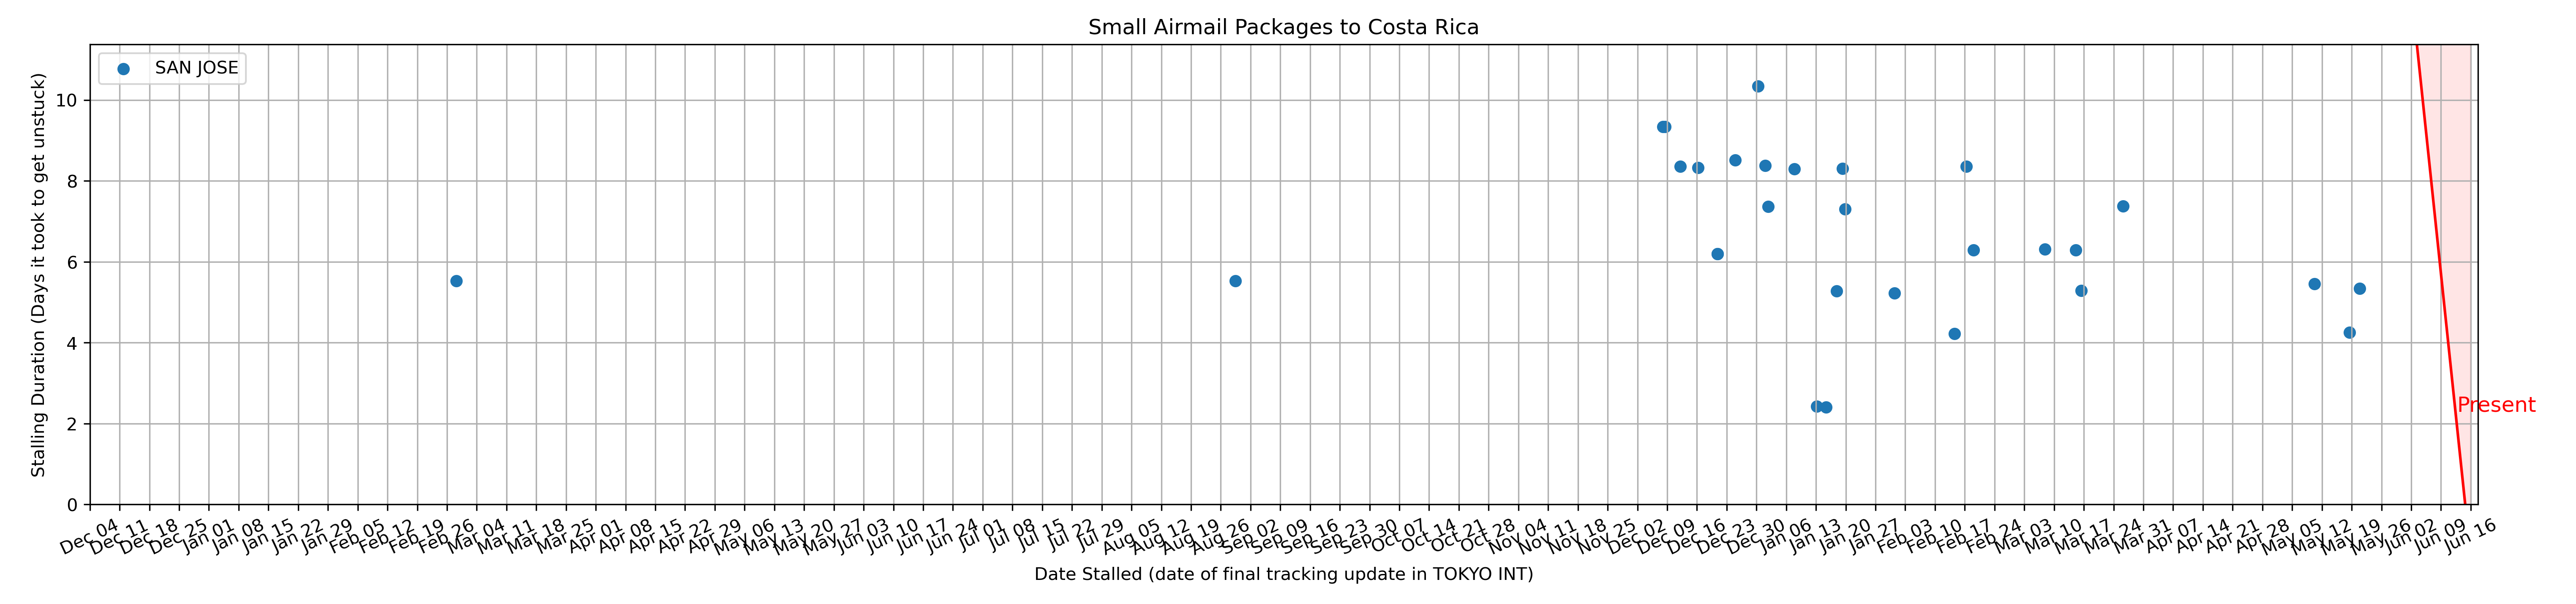 Small Airmail Packages to Costa Rica
SAN JOSE
Stalling Duration (Days it took to get unstuck)
10
8
6
4
2
0
Present
Dec 04
Dec 11
Dec 18
Dec 25
Jan 01
Jan 08
Jan 15
Jan 22
Jan 29
Feb 05
Feb 12
Feb 19
Feb 26
Mar 04
Mar 11
Mar 18
Mar 25
Apr 01
Apr 08
Apr 15
Apr 22
Apr 29
May 06
May 13
May 20
May 27
Jun 03
Jun 10
Jun 17
Jun 24
Jul 01
Jul 08
Jul 15
Jul 22
Jul 29
Aug 05
Aug 12
Aug 19
Aug 26
Sep 02
Sep 09
Sep 16
Sep 23
Sep 30
Oct 07
Oct 14
Oct 21
Oct 28
Nov 04
Nov 11
Nov 18
Nov 25
Dec 02
Dec 09
Dec 16
Dec 23
Dec 30
Jan 06
Jan 13
Jan 20
Jan 27
Feb 03
Feb 10
Feb 17
Feb 24
Mar 03
Mar 10
Mar 17
Mar 24
Mar 31
Apr 07
Apr 14
Apr 21
Apr 28
May 05
May 12
May 19
May 26
Jun 02
Jun 09
Jun 16
Date Stalled (date of final tracking update in TOKYO INT)